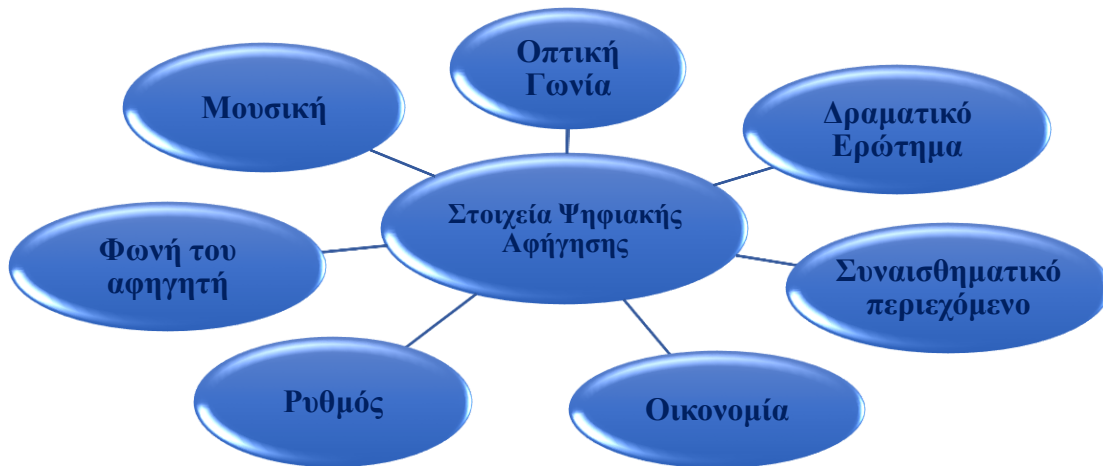 Οπτική
Γωνία
Μουσική
Δραματικό
Ερώτημα
Στοιχεία Ψηφιακής
Αφήγησης
Φωνή του
αφηγητή
Συναισθηματικό
περιεχόμενο
Ρυθμός
Οικονομία